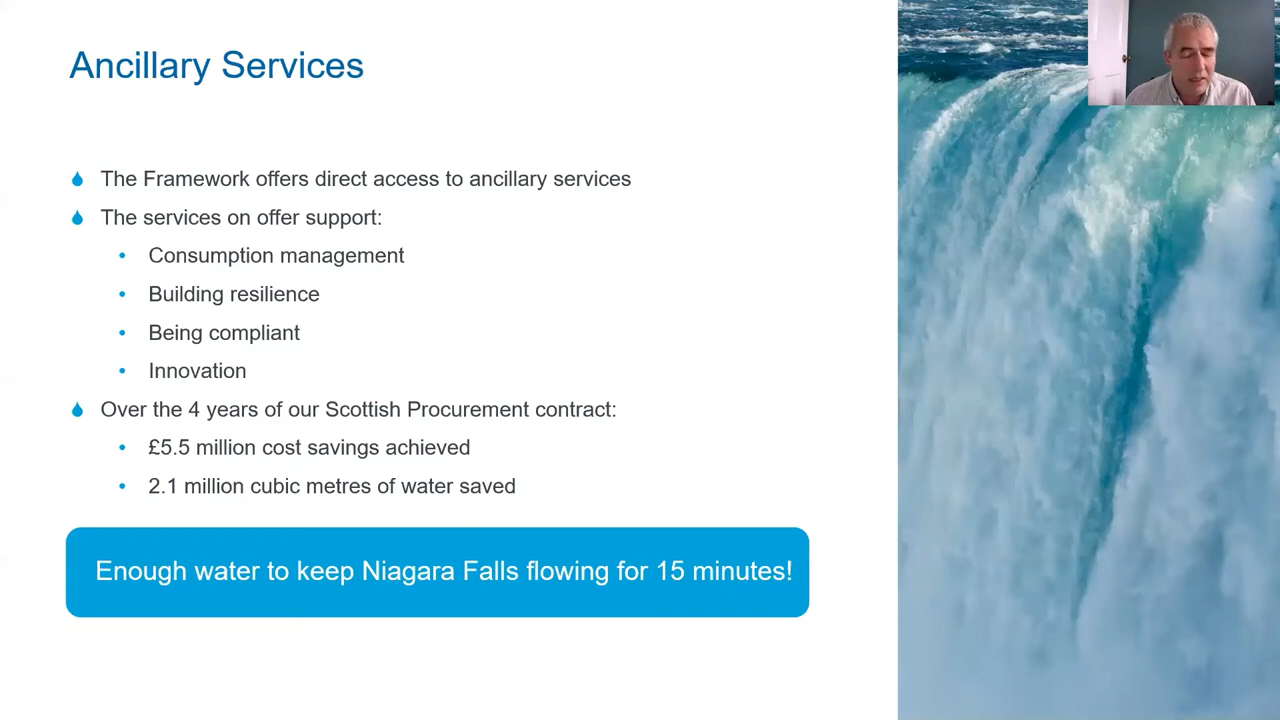 Ancillary Services
The Framework offers direct access to ancillary services
The services on offer support:
Consumption management
Building resilience
Being compliant
Innovation
Over the 4 years of our Scottish Procurement contract:
£5.5 million cost savings achieved
2.1 million cubic metres of water saved
Enough water to keep Niagara Falls flowing for 15 minutes!